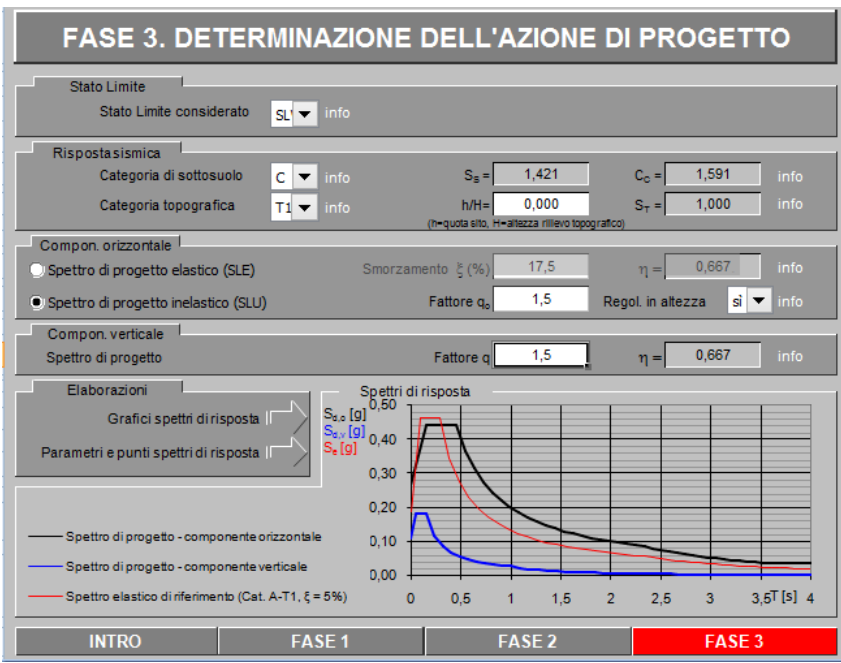 FASE 3. DETERMINAZIONE DELL'AZIONE DI PROGETTO
Stato Limite
Stato Limite considerato SLV info
Risposta sismica
Categoria di sottosuolo C info SS = 1,421 CC = 1,591 info
Categoria topografica T1 info h/H= 0,000 ST = 1,000 info
(h=quota sito, H=altezza rilievo topografico)
Compon. orizzontale
Spettro di progetto elastico (SLE) Smorzamento ξ (%) 17,5 η = 0,667 info
Spettro di progetto inelastico (SLU) Fattore qo 1,5 Regol. in altezza sì info
Compon. verticale
Spettro di progetto Fattore q 1,5 η = 0,667 info
Elaborazioni
Grafici spettri di risposta
Parametri e punti spettri di risposta
Spettri di risposta
Sd,o [g]
Sd,v [g]
Se [g]
0,50
0,40
0,30
0,20
0,10
0,00
0 0,5 1 1,5 2 2,5 3 3,5 T [s] 4
Spettro di progetto - componente orizzontale
Spettro di progetto - componente verticale
Spettro elastico di riferimento (Cat. A-T1, ξ = 5%)
INTRO FASE 1 FASE 2 FASE 3